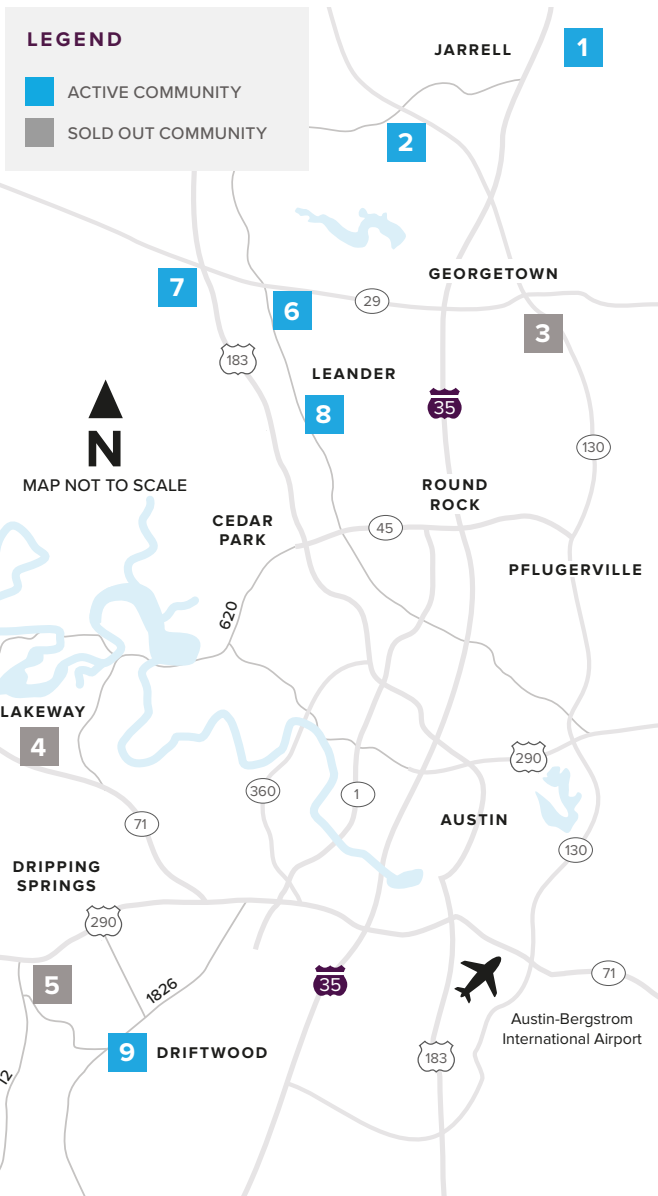 LEGEND
ACTIVE COMMUNITY
SOLD OUT COMMUNITY
JARRELL
1
2
GEORGETOWN
7
6
29
3
183
LEANDER
8
35
130
N
MAP NOT TO SCALE
ROUND
ROCK
CEDAR
PARK
45
PFLUGERVILLE
620
LAKEWAY
4
290
360
1
71
AUSTIN
130
DRIPPING
SPRINGS
290
5
1826
35
71
Austin-Bergstrom
International Airport
9
DRIFTWOOD
183
12